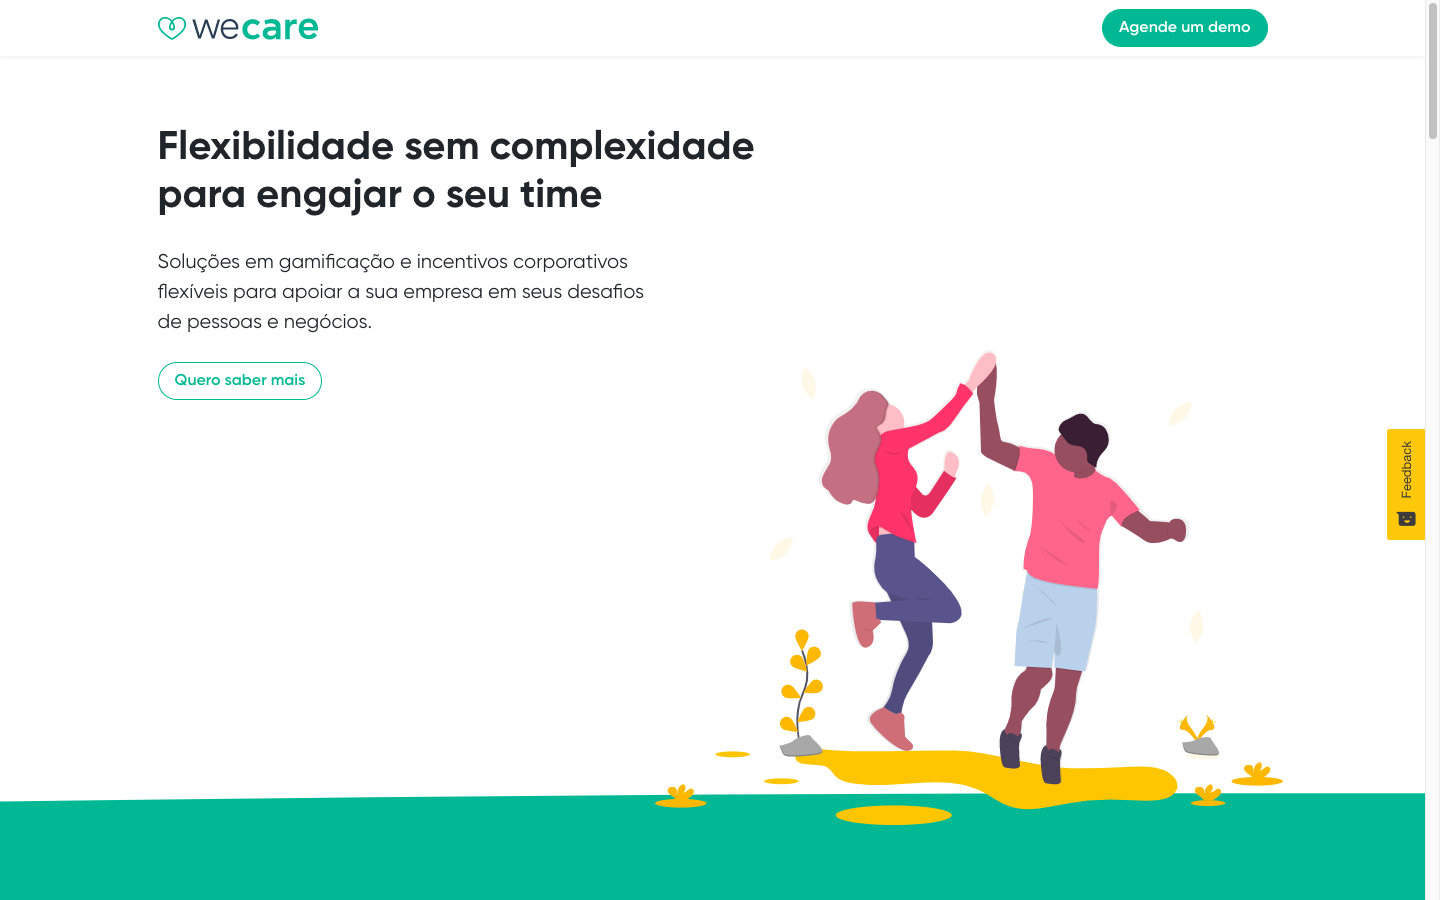 wecare
Agende um demo
Flexibilidade sem complexidade
para engajar o seu time
Soluções em gamificação e incentivos corporativos
flexíveis para apoiar a sua empresa em seus desafios
de pessoas e negócios.
Quero saber mais
Feedback